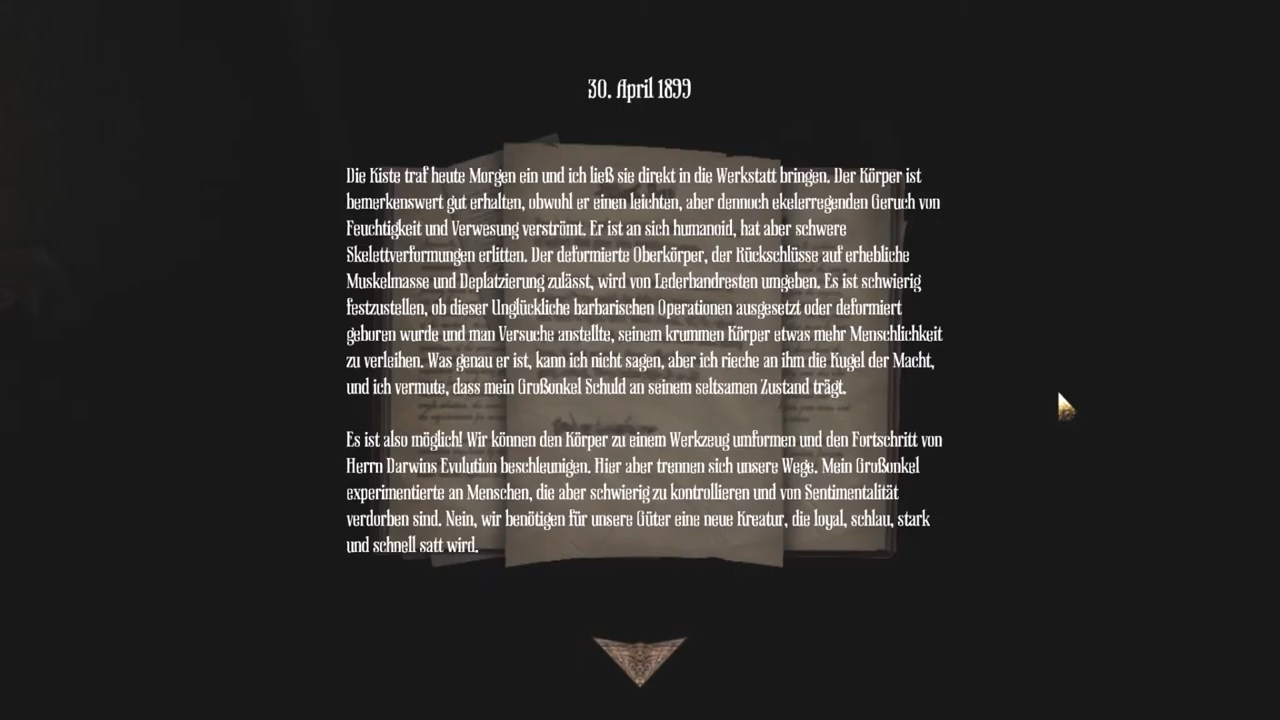 30. April 1899
Die Kiste traf heute Morgen ein und ich ließ sie direkt in die Werkstatt bringen. Der Körper ist
bemerkenswert gut erhalten, obwohl er einen leichten, aber dennoch ekelerregenden Geruch von
Feuchtigkeit und Verwesung verströmt. Er ist an sich humanoid, hat aber schwere
Skelettverformungen erlitten. Der deformierte Oberkörper, der Rückschlüsse auf erhebliche
Muskelmasse und Deplatzierung zulässt, wird von Lederbandresten umgeben. Es ist schwierig
festzustellen, ob dieser Unglückliche barbarischen Operationen ausgesetzt oder deformiert
geboren wurde und man Versuche anstellte, seinem krummen Körper etwas mehr Menschlichkeit
zu verleihen. Was genau er ist, kann ich nicht sagen, aber ich rieche an ihm die Kugel der Macht,
und ich vermute, dass mein Großonkel Schuld an seinem seltsamen Zustand trägt.
Es ist also möglich! Wir können den Körper zu einem Werkzeug umformen und den Fortschritt von
Herrn Darwins Evolution beschleunigen. Hier aber trennen sich unsere Wege. Mein Großonkel
experimentierte an Menschen, die aber schwierig zu kontrollieren und von Sentimentalität
verdorben sind. Nein, wir benötigen für unsere Güter eine neue Kreatur, die loyal, schlau, stark
und schnell satt wird.